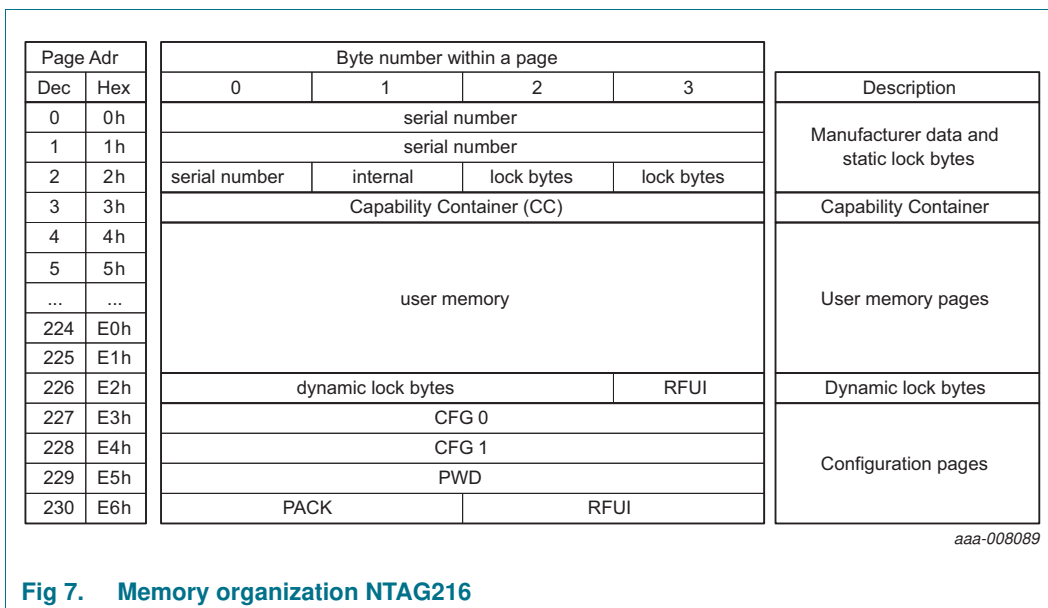 Page Adr Byte number within a page
Dec Hex 0 1 2 3 Description
0 0h serial number
Manufacturer data and
static lock bytes
1 1h serial number
2 2h serial number internal lock bytes lock bytes
3 3h Capability Container (CC) Capability Container
4 4h
5 5h
... ... user memory User memory pages
224 E0h
225 E1h
226 E2h dynamic lock bytes RFUI Dynamic lock bytes
227 E3h CFG 0
228 E4h CFG 1
Configuration pages
229 E5h PWD
230 E6h PACK RFUI
aaa-008089
Fig 7. Memory organization NTAG216